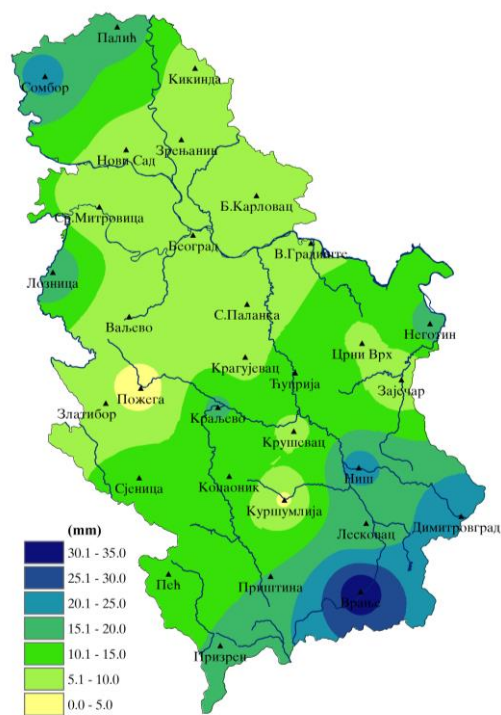 Палић
Сомбор
Кикинда
Зрењанин
Нови Сад
Б.Карловац
Ср.Митровица
Београд
В.Градиште
Лозница
С.Паланка
Ваљево
Неготин
Црни Врх
Крагујевац
Ћуприја
Зајечар
Пожега
Златибор
Краљево
Крушевац
Ниш
Сјеница
Копаоник
Куршумлија
Димитровград
Лесковац
(mm)
30.1 - 35.0
25.1 - 30.0
20.1 - 25.0
15.1 - 20.0
10.1 - 15.0
5.1 - 10.0
0.0 - 5.0
Пећ
Приштина
Врање
Призрен